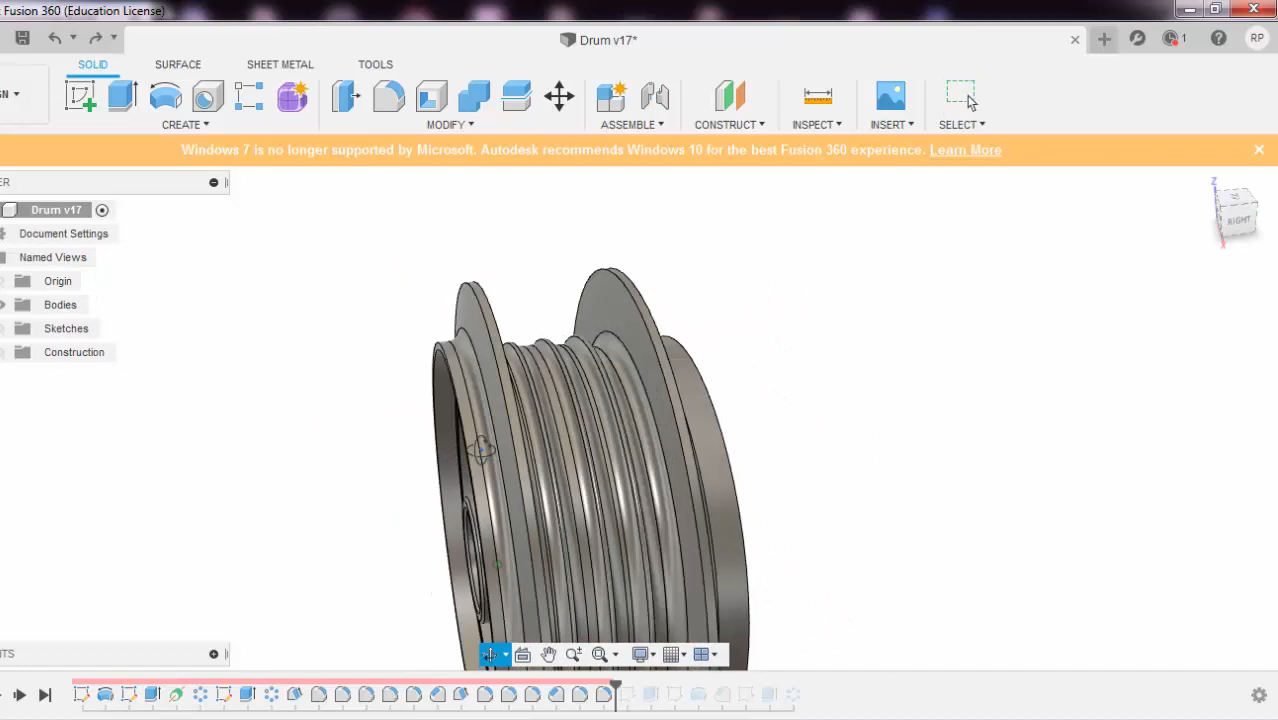 Fusion 360 (Education License)
Drum v17*
1
RP
SOLID SURFACE SHEET METAL TOOLS
CREATE MODIFY ASSEMBLE CONSTRUCT INSPECT INSERT SELECT
Windows 7 is no longer supported by Microsoft. Autodesk recommends Windows 10 for the best Fusion 360 experience. Learn More
ER
Drum v17
Document Settings
Named Views
Origin
Bodies
Sketches
Construction
Z
RIGHT
X
NTS